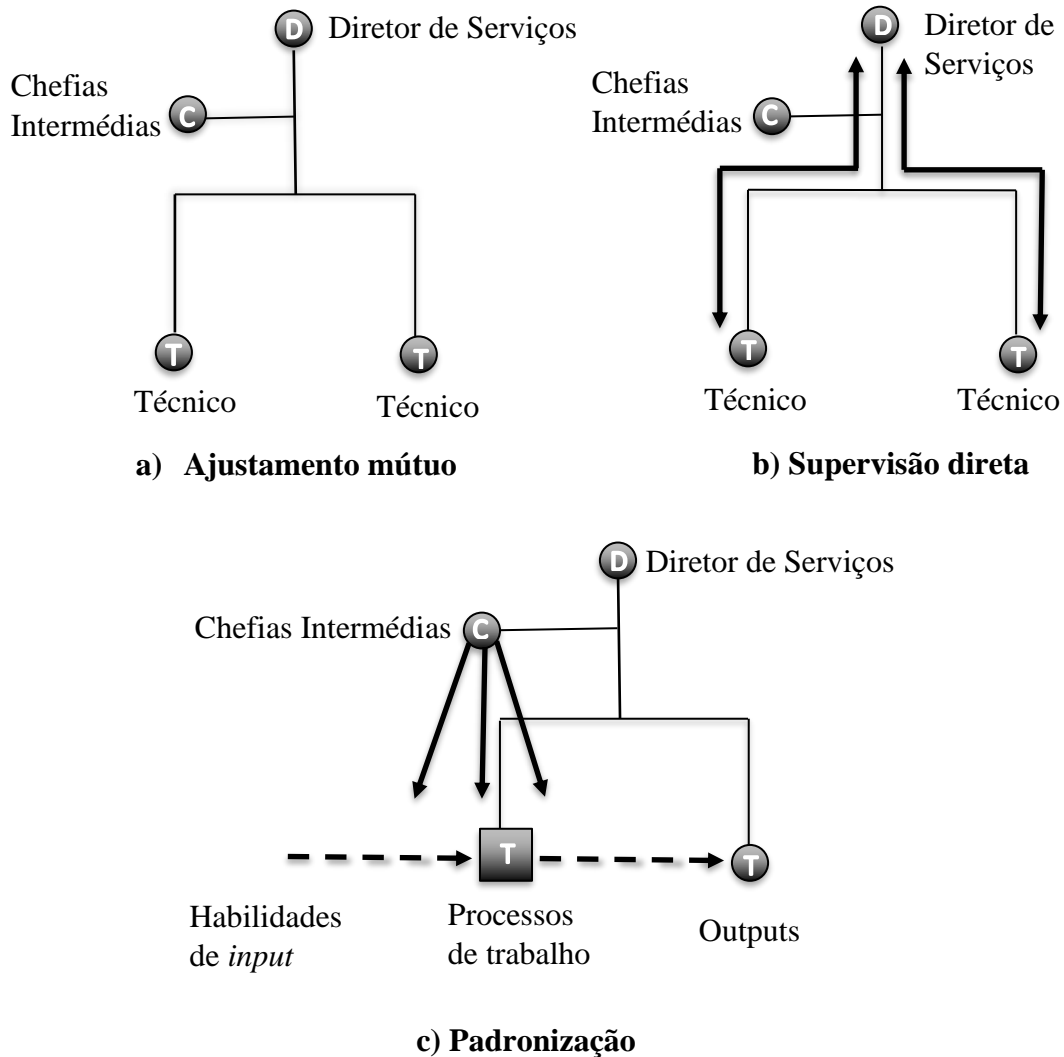 D Diretor de Serviços
Chefias
Intermédias C
T T
Técnico Técnico
a) Ajustamento mútuo
D Diretor de
Serviços
Chefias
Intermédias C
T T
Técnico Técnico
b) Supervisão direta
D Diretor de Serviços
Chefias Intermédias C
T T
Habilidades
de input
Processos
de trabalho
Outputs
c) Padronização